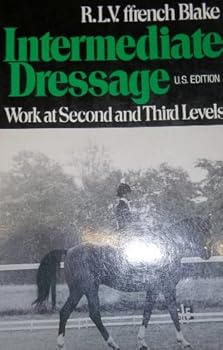 R.L.V. ffrench Blake
Intermediate
Dressage
U.S. EDITION
Work at Second and Third Levels